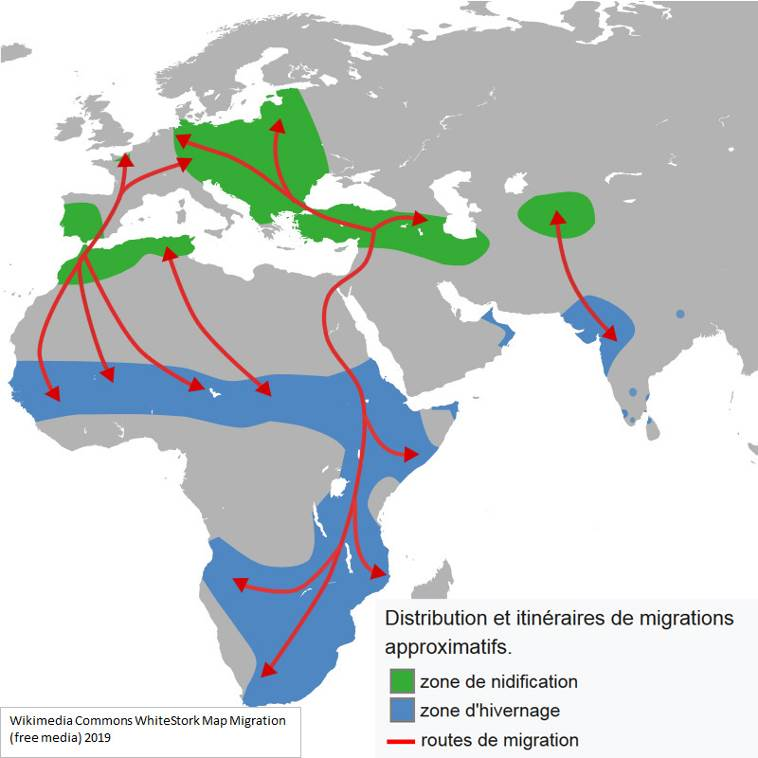 Distribution et itinéraires de migrations
approximatifs.
zone de nidification
zone d'hivernage
routes de migration
Wikimedia Commons WhiteStork Map Migration
(free media) 2019